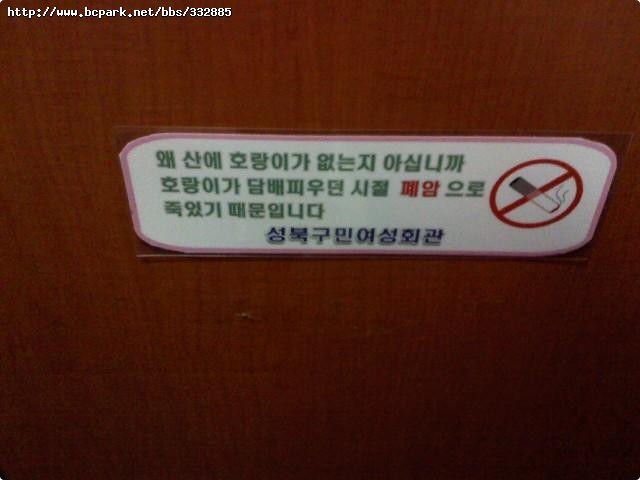 http://www.bcpark.net/bbs/332885
왜 산에 호랑이가 없는지 아십니까
호랑이가 담배피우던 시절 폐암 으로
죽었기 때문입니다
성북구민여성회관